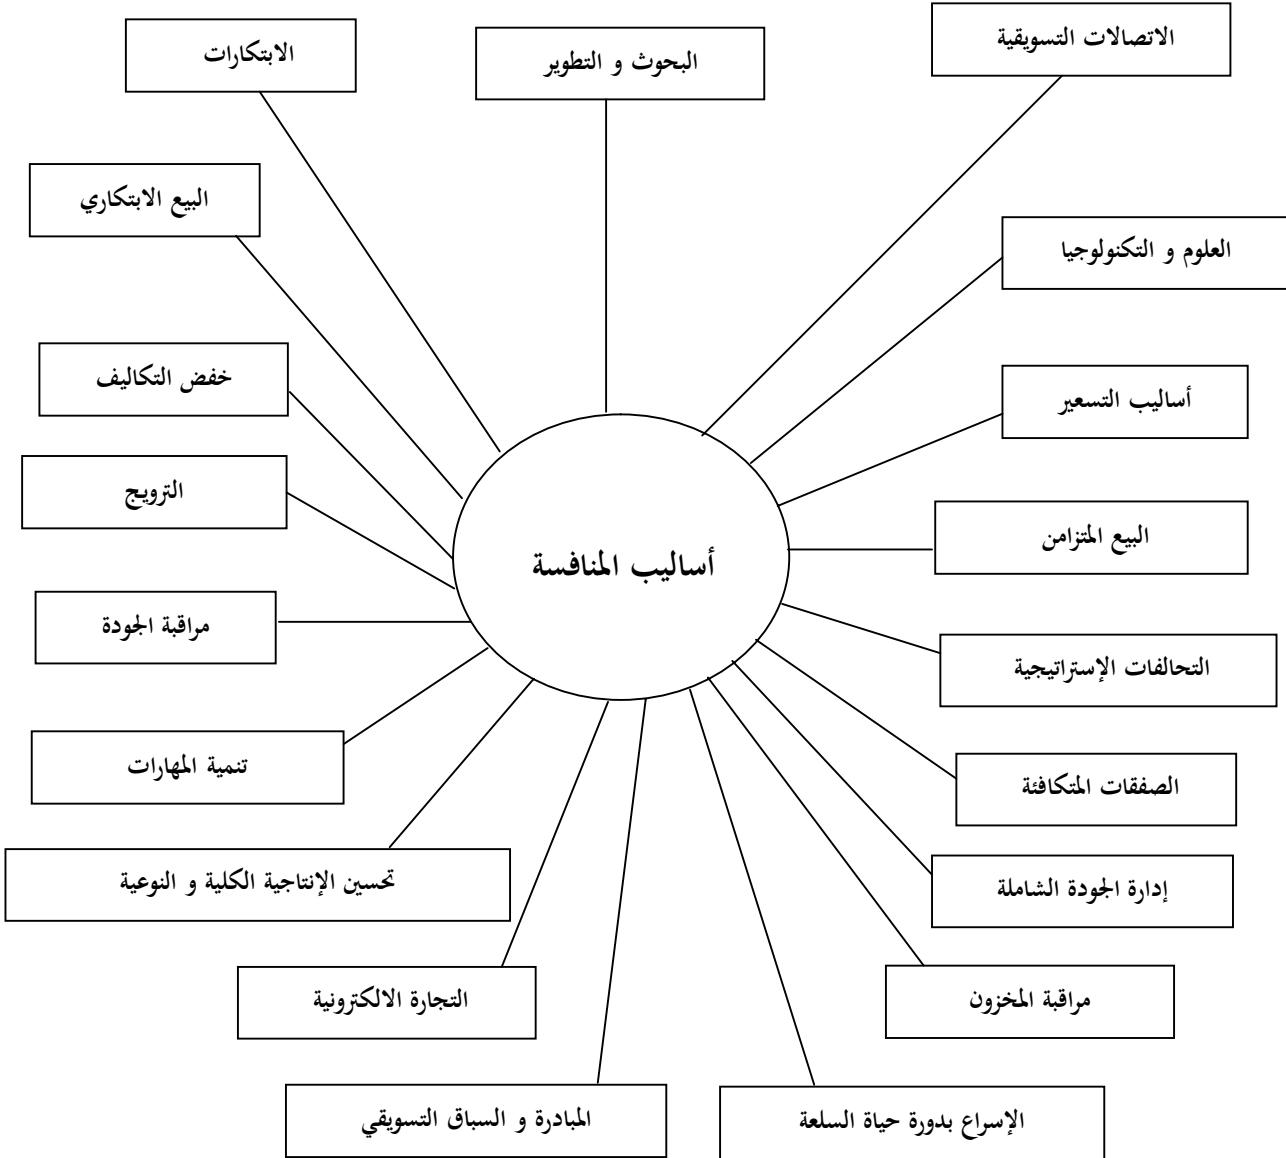 الاتصالات التسويقية
البحوث و التطوير
الابتكارات
البيع الابتكاري
العلوم و التكنولوجيا
خفض التكاليف
أساليب التسعير
الترويج
البيع المتزامن
أساليب المنافسة
مراقبة الجودة
التحالفات الإستراتيجية
تنمية المهارات
الصفقات المتكافئة
تحسين الإنتاجية الكلية و النوعية
إدارة الجودة الشاملة
التجارة الالكترونية
مراقبة المخزون
المبادرة و السباق التسويقي
الإسراع بدورة حياة السلعة